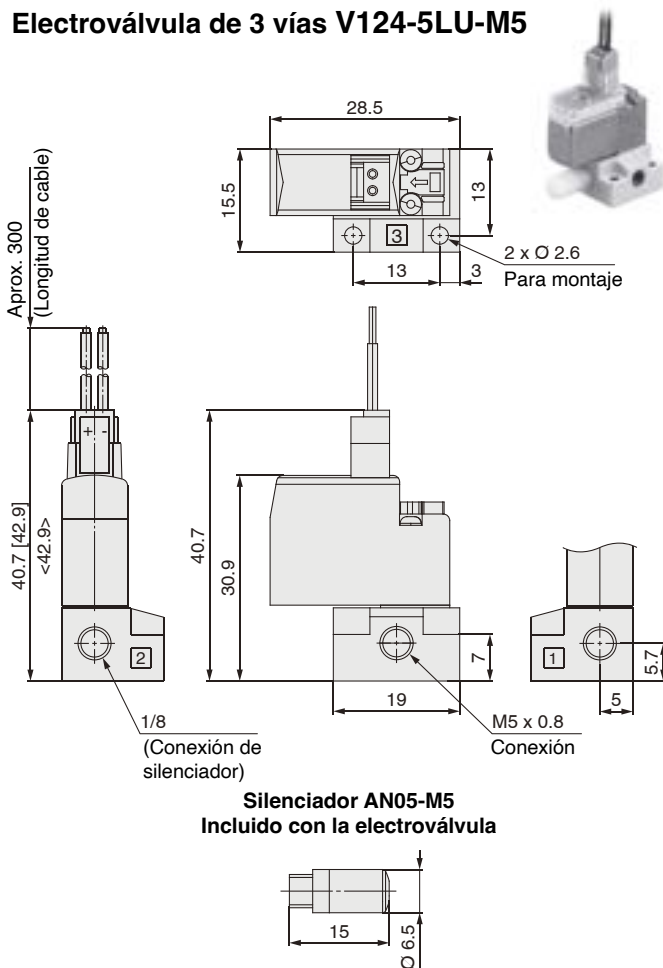 Electroválvula de 3 vías V124-5LU-M5
28.5
15.5
13
3
2 x Ø 2.6
Para montaje
13
3
Aprox. 300
(Longitud de cable)
+ -
40.7 [42.9]
<42.9>
40.7
30.9
2
7
1
5.7
19
5
1/8
(Conexión de
silenciador)
M5 x 0.8
Conexión
Silenciador AN05-M5
Incluido con la electroválvula
15
Ø 6.5